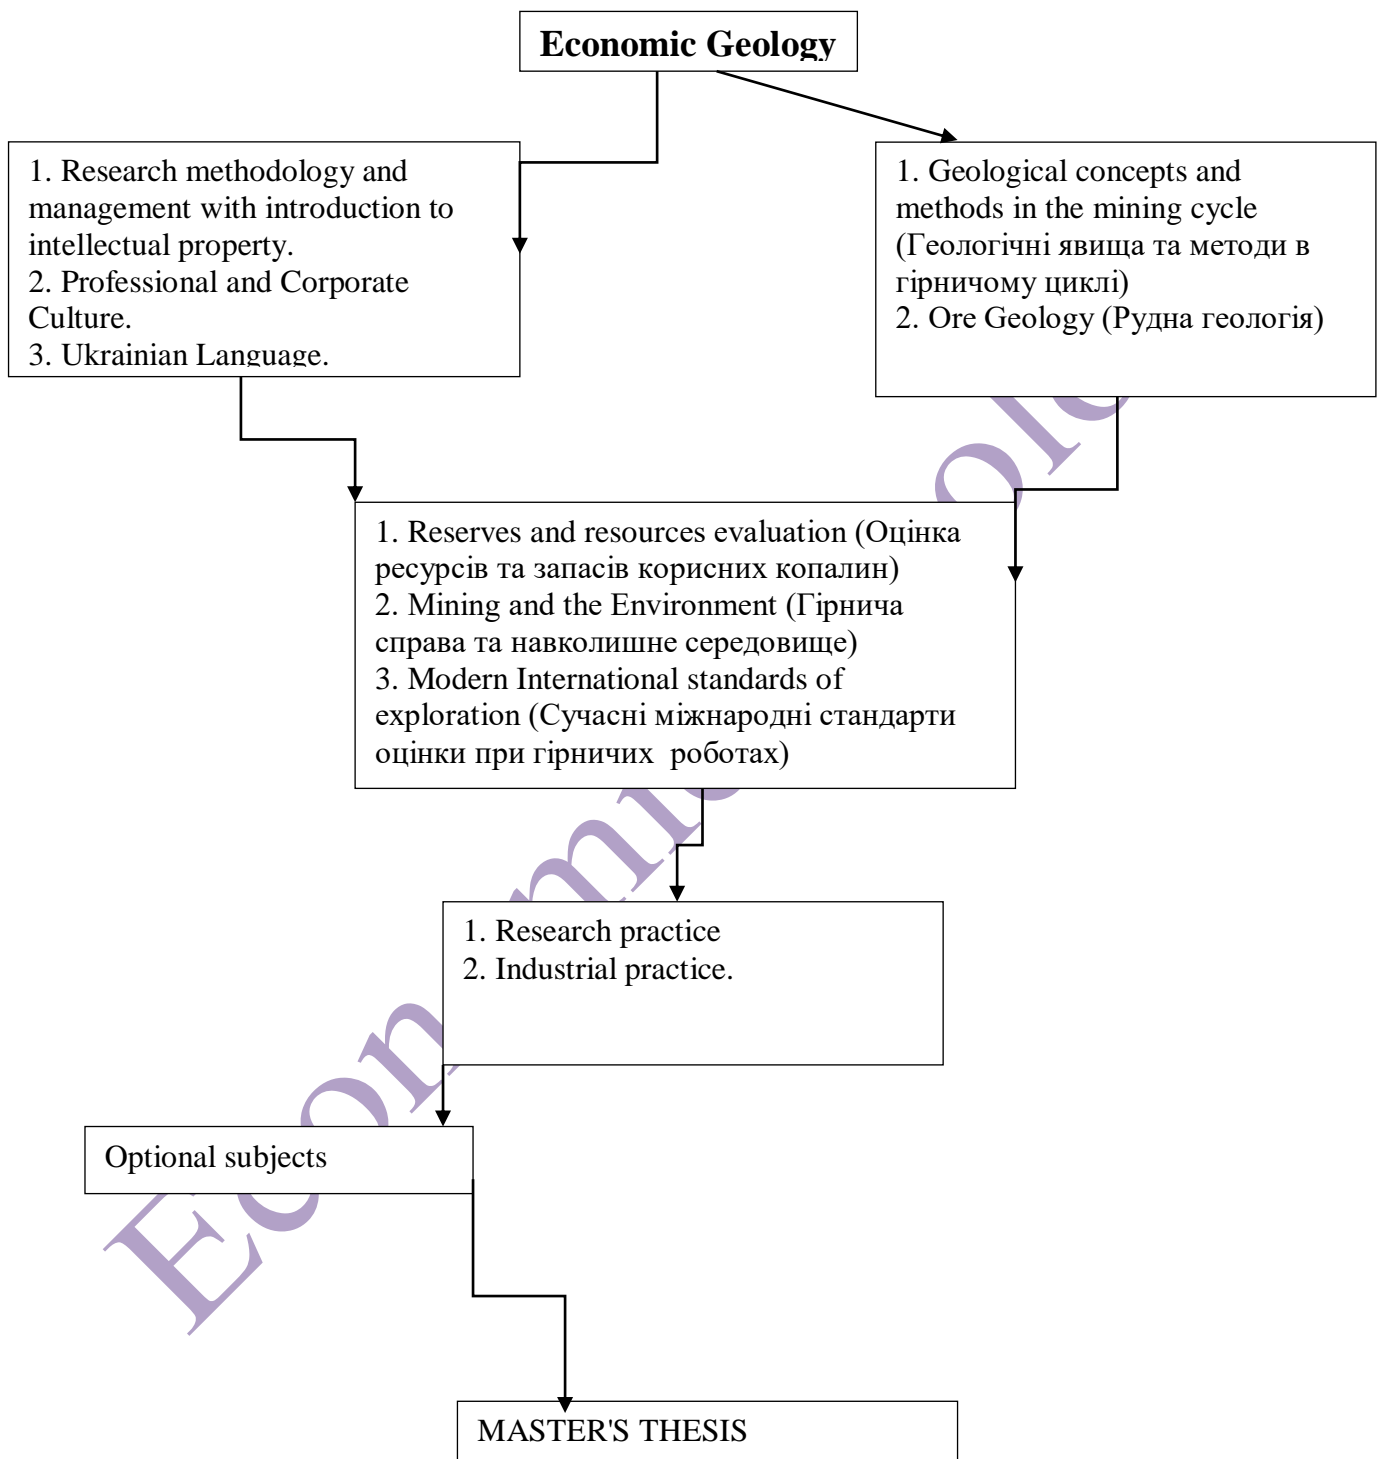 Economic Geology
1. Research methodology and
management with introduction to
intellectual property.
2. Professional and Corporate
Culture.
3. Ukrainian Language.
1. Geological concepts and
methods in the mining cycle
(Геологічні явища та методи в
гірничому циклі)
2. Ore Geology (Рудна геологія)
1. Reserves and resources evaluation (Оцінка
ресурсів та запасів корисних копалин)
2. Mining and the Environment (Гірнича
справа та навколишнє середовище)
3. Modern International standards of
exploration (Сучасні міжнародні стандарти
оцінки при гірничих  роботах)
1. Research practice
2. Industrial practice.
Optional subjects
MASTER'S THESIS